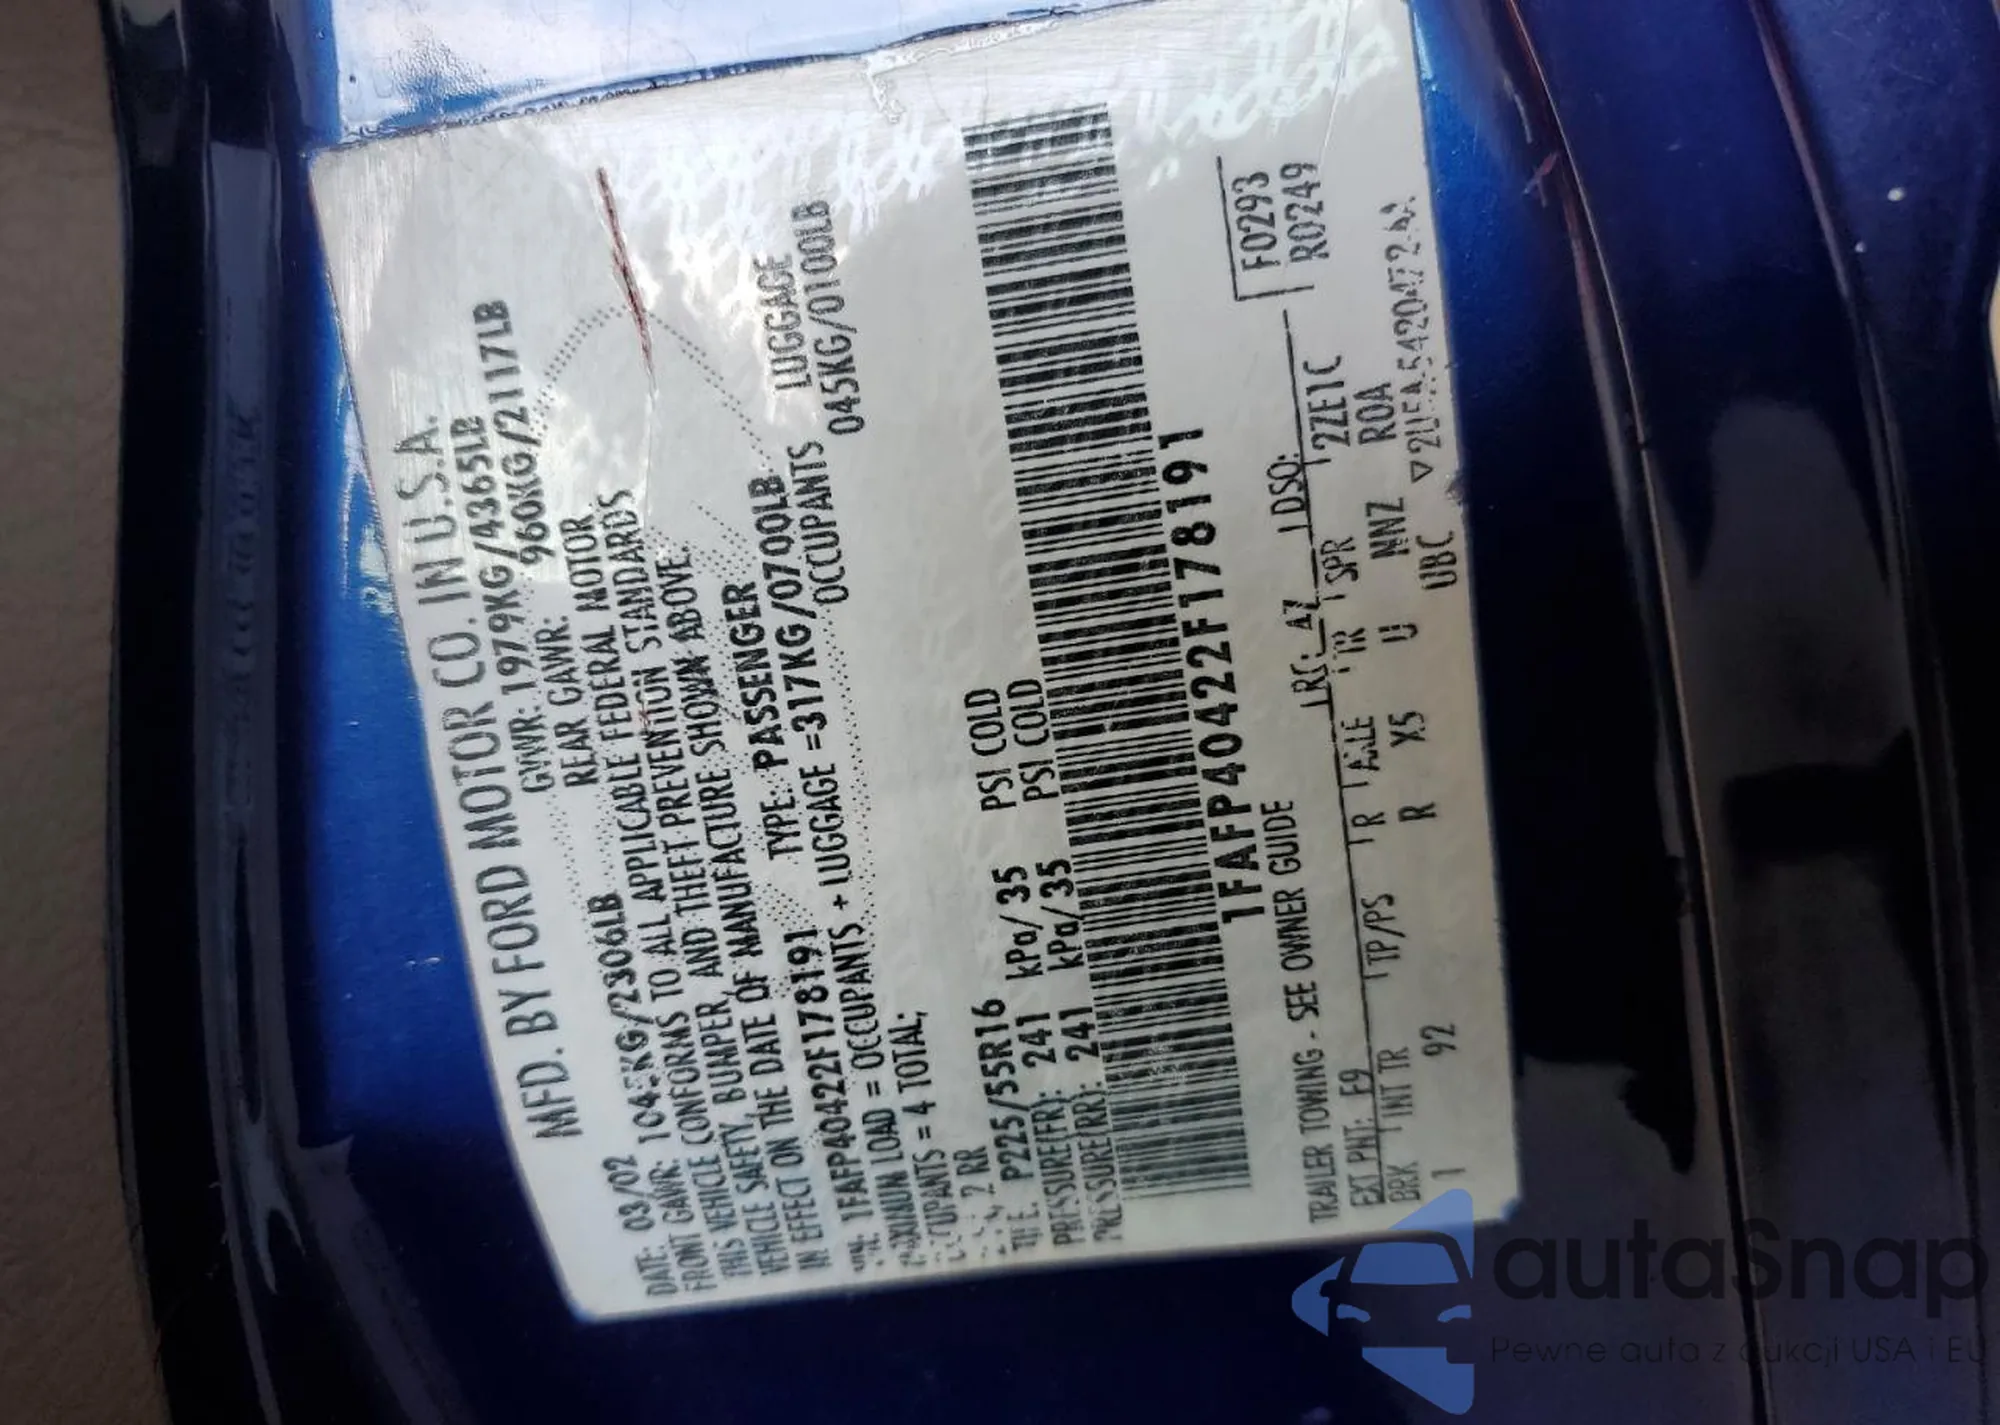 MFD. BY FORD MOTOR CO. IN U.S.A.
DATE: 03/02 GVWR: 1979KG/4365LB
FRONT GAWR: 1045KG/2306LB REAR GAWR: 960KG/2117LB
THIS VEHICLE CONFORMS TO ALL APPLICABLE FEDERAL MOTOR
VEHICLE SAFETY, BUMPER, AND THEFT PREVENTION STANDARDS
IN EFFECT ON THE DATE OF MANUFACTURE SHOWN ABOVE.
VIN: 1FAFP40422F178191 TYPE: PASSENGER
MAXIMUM LOAD = OCCUPANTS + LUGGAGE =317KG/0700LB
OCCUPANTS = 4 TOTAL; OCCUPANTS LUGGAGE
2 RR 045KG/0100LB
P225/55R16
PRESSURE(FR): 241 kPa/35 PSI COLD
PRESSURE(RR): 241 kPa/35 PSI COLD
1FAFP40422F178191
TRAILER TOWING - SEE OWNER GUIDE
F0293
R0249
EXT PNT: F9 RC: 47 DSO:
BRK INT TR TP/PS R AXLE TR SPR 2ZE1C
1 92 R X5 U NNZ ROA
UBC
autaSnap
Pewne auta z aukcji USA i EU